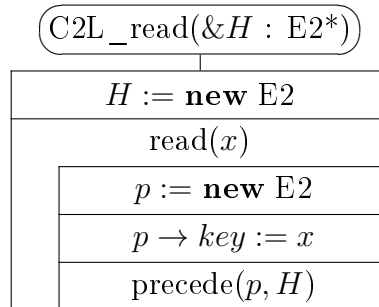 C2L_read(&H : E2*)
H := new E2
read(x)
p := new E2
p → key := x
precede(p, H)